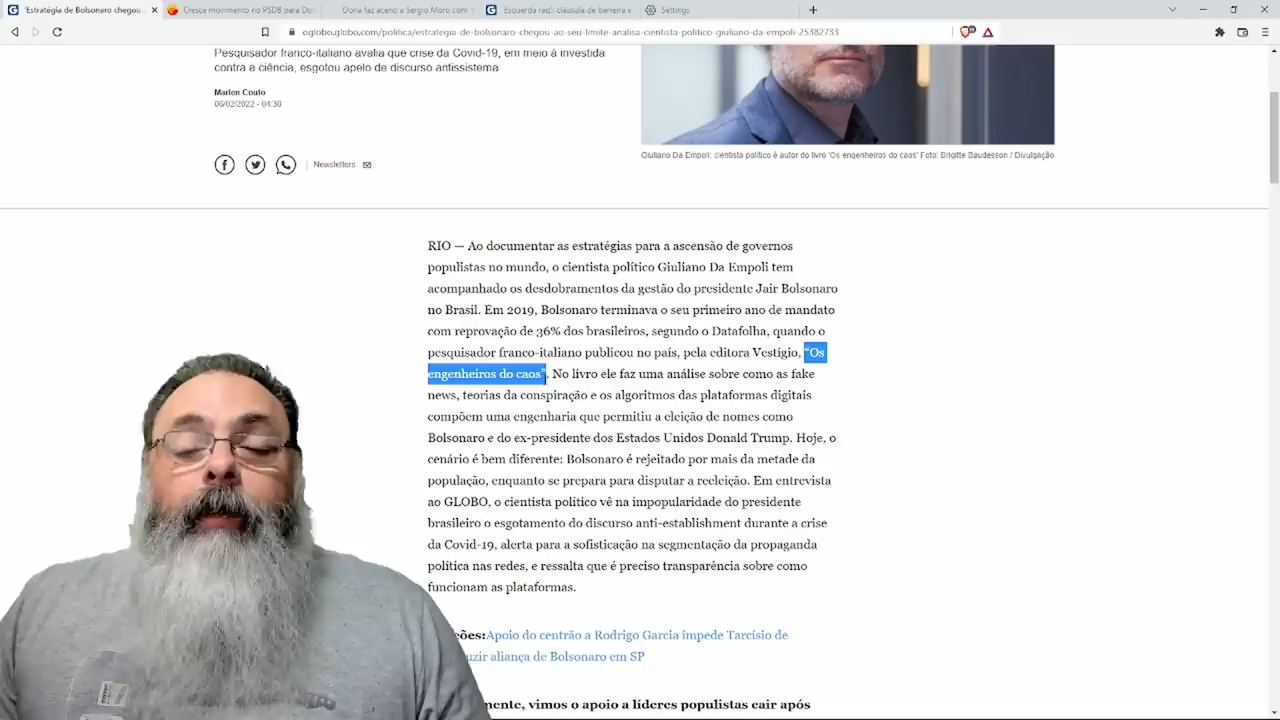 'Estratégia de Bolsonaro chegou
Cresce movimento no PSDB para Do
Doria faz aceno a Sergio Moro com
Esquerda raiz: cláusula de barreira e
Settings
oglobo.globo.com/politica/estrategia-de-bolsonaro-chegou-ao-seu-limite-analisa-cientista-politico-giuliano-da-empoli-25382733
Pesquisador franco-italiano avalia que crise da Covid-19, em meio à investida
contra a ciência, esgotou apelo de discurso antissistema
Marlen Couto
06/02/2022 - 04:30
Newsletters
Giuliano Da Empoli: cientista político é autor do livro 'Os engenheiros do caos' Foto: Brigitte Baudesson / Divulgação
RIO — Ao documentar as estratégias para a ascensão de governos
populistas no mundo, o cientista político Giuliano Da Empoli tem
acompanhado os desdobramentos da gestão do presidente Jair Bolsonaro
no Brasil. Em 2019, Bolsonaro terminava o seu primeiro ano de mandato
com reprovação de 36% dos brasileiros, segundo o Datafolha, quando o
pesquisador franco-italiano publicou no país, pela editora Vestígio, “Os
engenheiros do caos”. No livro ele faz uma análise sobre como as fake
news, teorias da conspiração e os algoritmos das plataformas digitais
compõem uma engenharia que permitiu a eleição de nomes como
Bolsonaro e do ex-presidente dos Estados Unidos Donald Trump. Hoje, o
cenário é bem diferente: Bolsonaro é rejeitado por mais da metade da
população, enquanto se prepara para disputar a reeleição. Em entrevista
ao GLOBO, o cientista político vê na impopularidade do presidente
brasileiro o esgotamento do discurso anti-establishment durante a crise
da Covid-19, alerta para a sofisticação na segmentação da propaganda
política nas redes, e ressalta que é preciso transparência sobre como
funcionam as plataformas.
ções: Apoio do centrão a Rodrigo Garcia impede Tarcísio de
uzir aliança de Bolsonaro em SP
nente, vimos o apoio a líderes populistas cair após